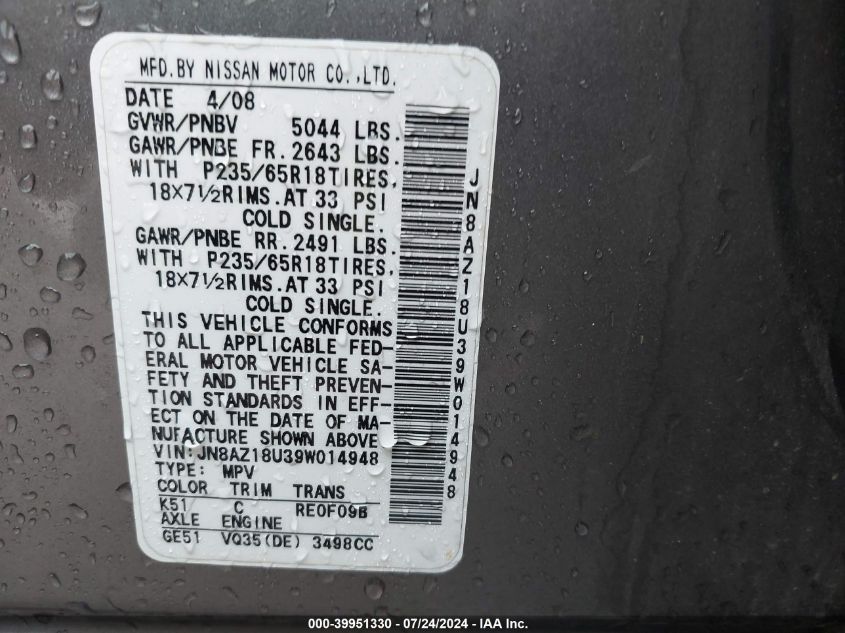 MFD.BY NISSAN MOTOR CO.,LTD.
DATE 4/08
GVWR/PNBV 5044 LBS.
GAWR/PNBE FR. 2643 LBS.
WITH P235/65R18TIRES,
18X7½RIMS.AT 33 PSI
COLD SINGLE.
GAWR/PNBE RR. 2491 LBS.
WITH P235/65R18TIRES,
18X7½RIMS.AT 33 PSI
COLD SINGLE.
THIS VEHICLE CONFORMS
TO ALL APPLICABLE FED-
ERAL MOTOR VEHICLE SA-
FETY AND THEFT PREVEN-
TION STANDARDS IN EFF-
ECT ON THE DATE OF MA-
NUFACTURE SHOWN ABOVE
VIN:JN8AZ18U39W014948
TYPE: MPV
COLOR TRIM TRANS
K51 C RE0F09B
AXLE ENGINE
GE51 VQ35(DE) 3498CC
JN8AZ18U39W014948
000-39951330 / 07/24/2024 / IAA Inc.